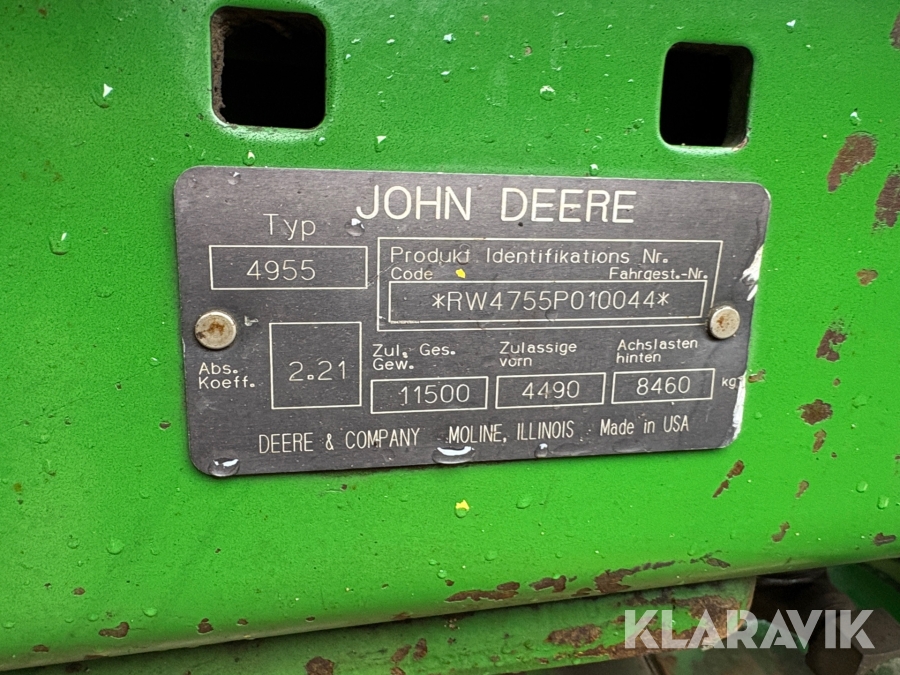 JOHN DEERE
Typ
4955
Produkt Identifikations Nr.
Code Fahrgest.-Nr.
*RW4755P010044*
Abs. Koeff.
2.21
Zul. Ges. Gew.
11500
Zulassige vorn
4490
Achslasten hinten
8460 kg
DEERE & COMPANY MOLINE, ILLINOIS Made in USA
KLARAVIK